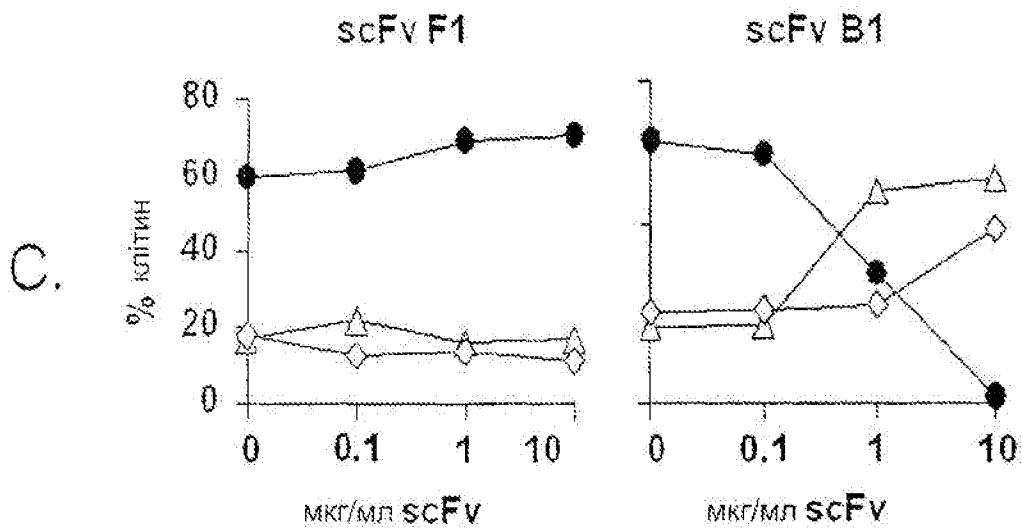 scFv F1
scFv B1
C.
% клітин
80
60
40
20
0
0 0.1 1 10
0 0.1 1 10
мкг/мл scFv
мкг/мл scFv